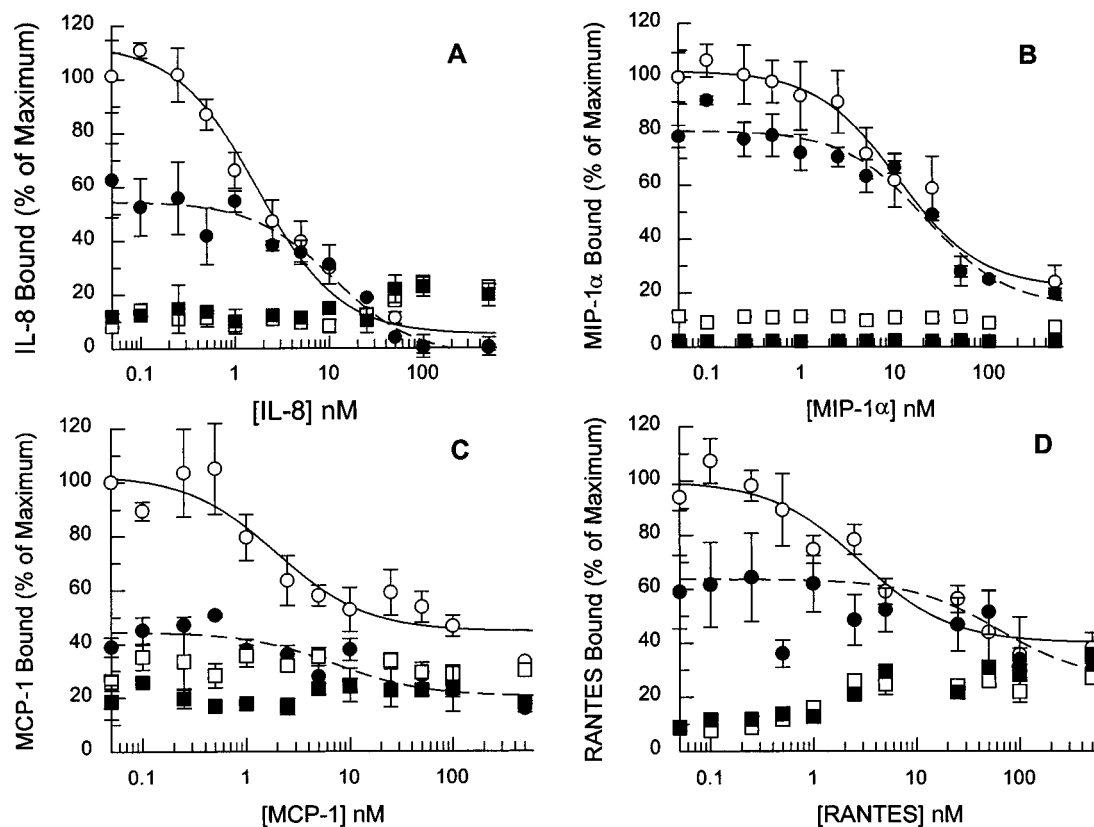 A
IL-8 Bound (% of Maximum)
120
100
80
60
40
20
0
0.1 1 10 100
[IL-8] nM
B
MIP-1α Bound (% of Maximum)
120
100
80
60
40
20
0
0.1 1 10 100
[MIP-1α] nM
C
MCP-1 Bound (% of Maximum)
120
100
80
60
40
20
0
0.1 1 10 100
[MCP-1] nM
D
RANTES Bound (% of Maximum)
120
100
80
60
40
20
0
0.1 1 10 100
[RANTES] nM